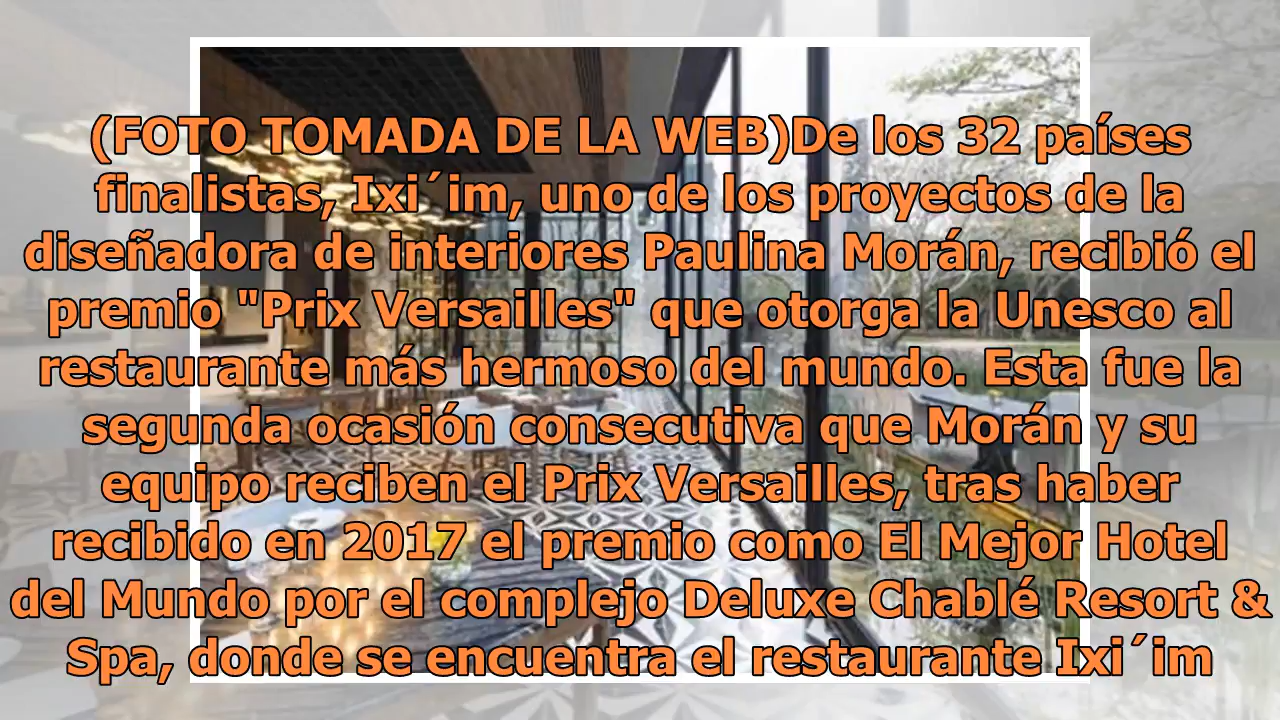 (FOTO TOMADA DE LA WEB)De los 32 países
finalistas, Ixi´im, uno de los proyectos de la
diseñadora de interiores Paulina Morán, recibió el
premio "Prix Versailles" que otorga la Unesco al
restaurante más hermoso del mundo. Esta fue la
segunda ocasión consecutiva que Morán y su
equipo reciben el Prix Versailles, tras haber
recibido en 2017 el premio como El Mejor Hotel
del Mundo por el complejo Deluxe Chablé Resort &
Spa, donde se encuentra el restaurante Ixi´im